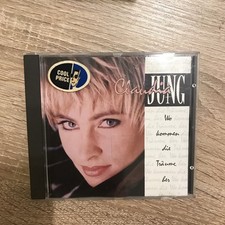 COOL
PRICE
Claudia
JUNG
Wo
kommen
die
Träume
her